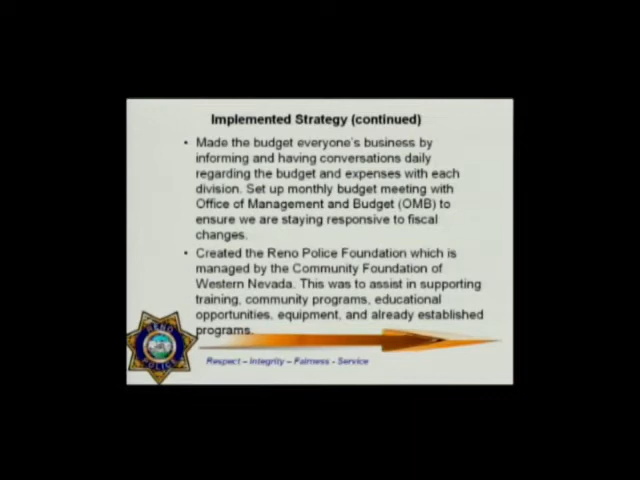 Implemented Strategy (continued)
• Made the budget everyone's business by
informing and having conversations daily
regarding the budget and expenses with each
division. Set up monthly budget meeting with
Office of Management and Budget (OMB) to
ensure we are staying responsive to fiscal
changes.
• Created the Reno Police Foundation which is
managed by the Community Foundation of
Western Nevada. This was to assist in supporting
training, community programs, educational
opportunities, equipment, and already established
programs.
RENO
POLICE
Respect – Integrity – Fairness - Service